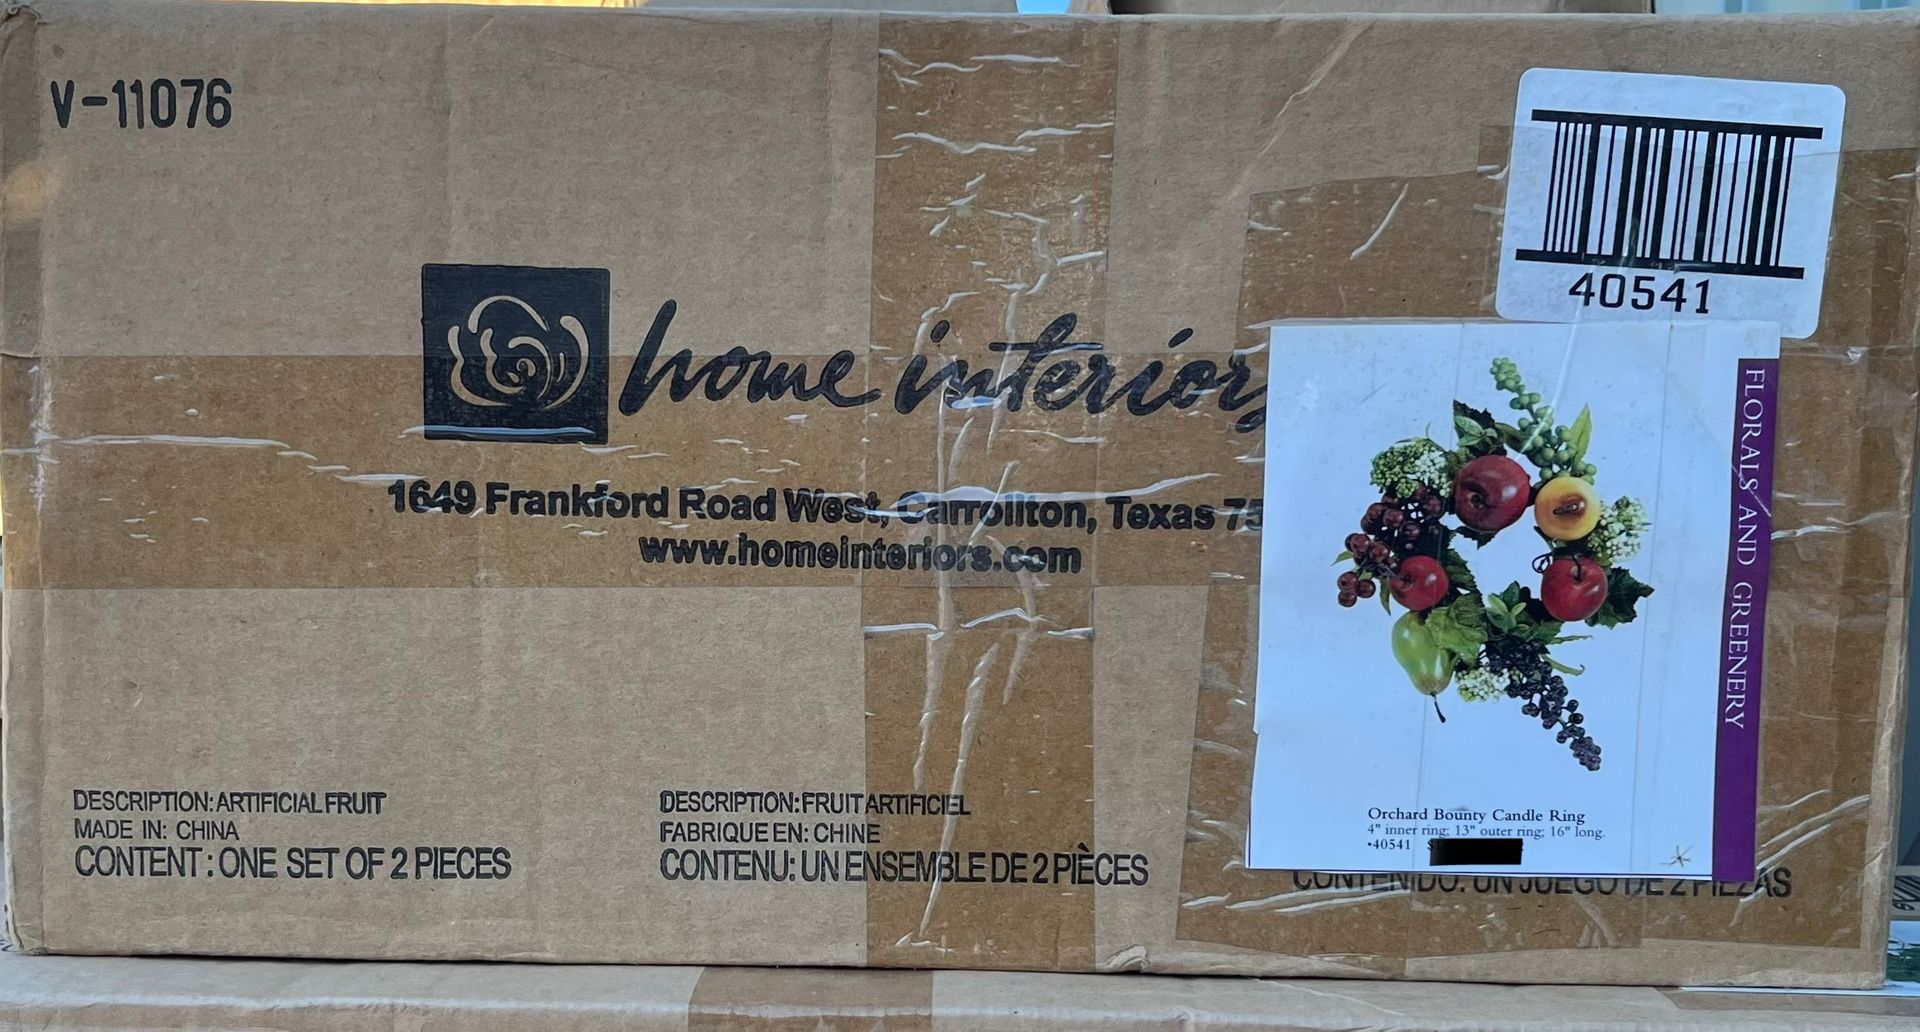 V-11076
40541
home interiors
1649 Frankford Road West, Carrollton, Texas 75
www.homeinteriors.com
FLORALS AND GREENERY
Orchard Bounty Candle Ring
4" inner ring; 13" outer ring; 16" long.
•40541
DESCRIPTION: ARTIFICIAL FRUIT
MADE IN: CHINA
CONTENT: ONE SET OF 2 PIECES
DESCRIPTION: FRUIT ARTIFICIEL
FABRIQUE EN: CHINE
CONTENU: UN ENSEMBLE DE 2 PIÈCES
CONTENIDO: UN JUEGO DE 2 PIEZAS